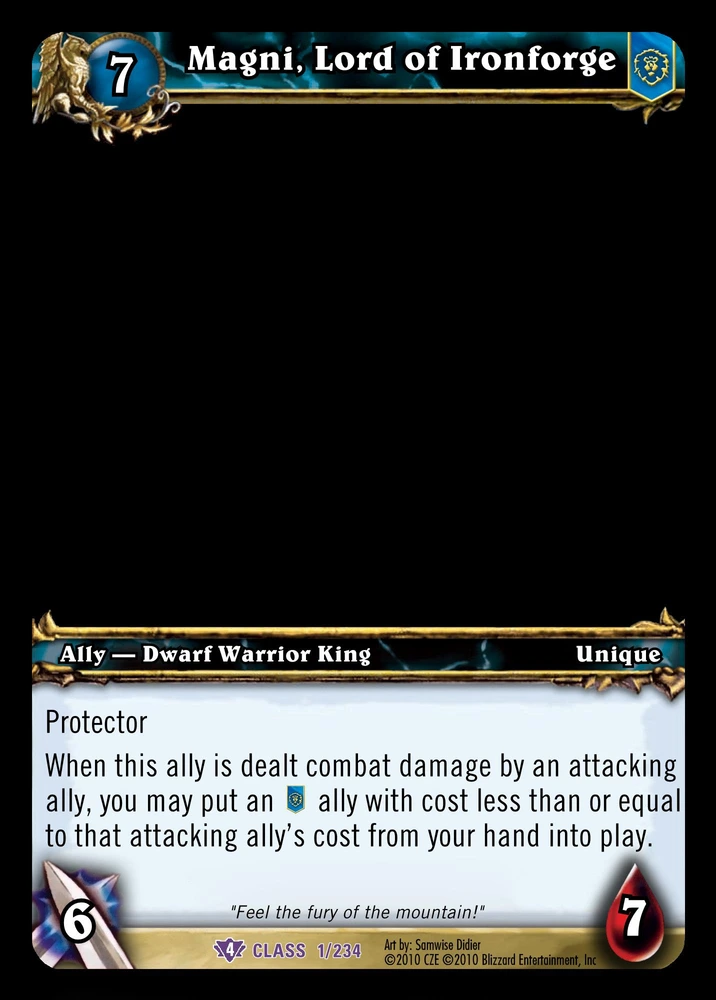 7 Magni, Lord of Ironforge
Ally — Dwarf Warrior King Unique
Protector
When this ally is dealt combat damage by an attacking
ally, you may put an ally with cost less than or equal
to that attacking ally's cost from your hand into play.
"Feel the fury of the mountain!"
6 7
4 CLASS 1/234
Art by: Samwise Didier
©2010 CZE ©2010 Blizzard Entertainment, Inc